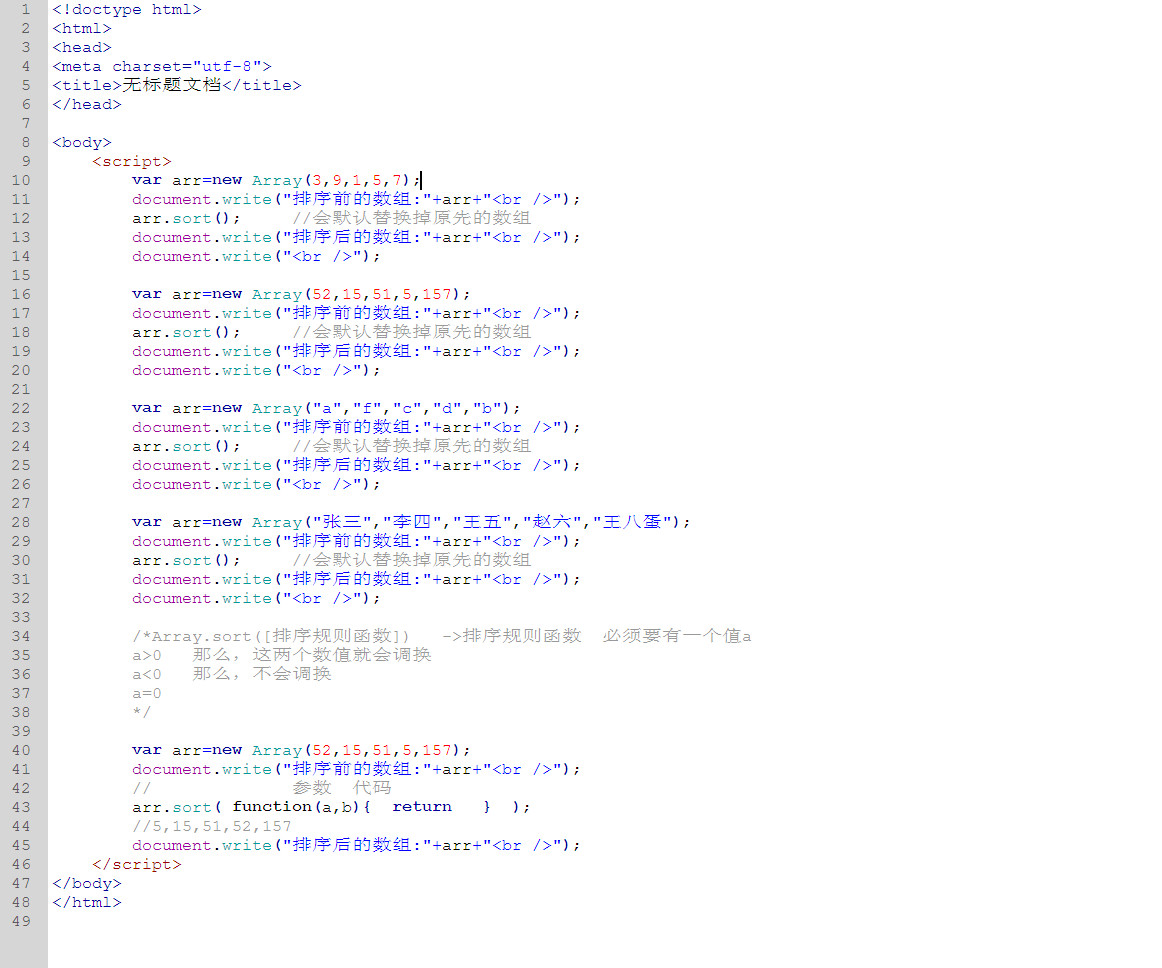 1 <!doctype html>
2 <html>
3 <head>
4 <meta charset="utf-8">
5 <title>无标题文档</title>
6 </head>
7
8 <body>
9     <script>
10         var arr=new Array(3,9,1,5,7);
11         document.write("排序前的数组:"+arr+"<br />");
12         arr.sort();     //会默认替换掉原先的数组
13         document.write("排序后的数组:"+arr+"<br />");
14         document.write("<br />");
15
16         var arr=new Array(52,15,51,5,157);
17         document.write("排序前的数组:"+arr+"<br />");
18         arr.sort();     //会默认替换掉原先的数组
19         document.write("排序后的数组:"+arr+"<br />");
20         document.write("<br />");
21
22         var arr=new Array("a","f","c","d","b");
23         document.write("排序前的数组:"+arr+"<br />");
24         arr.sort();     //会默认替换掉原先的数组
25         document.write("排序后的数组:"+arr+"<br />");
26         document.write("<br />");
27
28         var arr=new Array("张三","李四","王五","赵六","王八蛋");
29         document.write("排序前的数组:"+arr+"<br />");
30         arr.sort();     //会默认替换掉原先的数组
31         document.write("排序后的数组:"+arr+"<br />");
32         document.write("<br />");
33
34         /*Array.sort([排序规则函数])   ->排序规则函数  必须要有一个值a
35         a>0   那么，这两个数值就会调换
36         a<0   那么，不会调换
37         a=0
38         */
39
40         var arr=new Array(52,15,51,5,157);
41         document.write("排序前的数组:"+arr+"<br />");
42         //              参数  代码
43         arr.sort( function(a,b){  return   }  );
44         //5,15,51,52,157
45         document.write("排序后的数组:"+arr+"<br />");
46     </script>
47 </body>
48 </html>
49